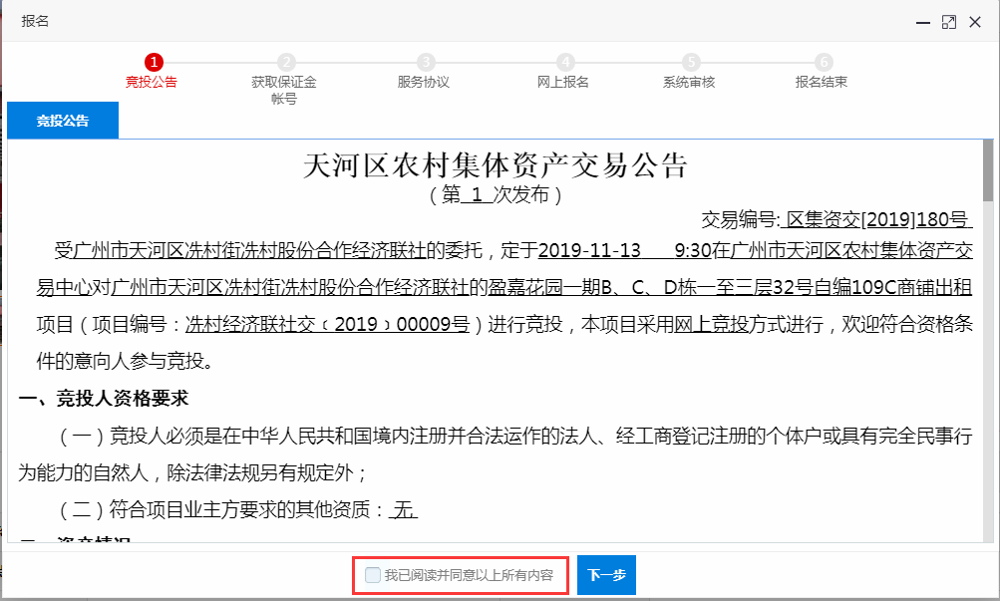 报名
1 2 3 4 5 6
竞投公告 获取保证金 服务协议 网上报名 系统审核 报名结束
帐号
竞投公告
天河区农村集体资产交易公告
（第 1 次发布）
交易编号: 区集资交[2019]180号
受广州市天河区冼村街冼村股份合作经济联社的委托，定于2019-11-13 9:30在广州市天河区农村集体资产交
易中心对广州市天河区冼村街冼村股份合作经济联社的盈嘉花园一期B、C、D栋一至三层32号自编109C商铺出租
项目（项目编号：冼村经济联社交﹝2019﹞00009号）进行竞投，本项目采用网上竞投方式进行，欢迎符合资格条
件的意向人参与竞投。
一、竞投人资格要求
（一）竞投人必须是在中华人民共和国境内注册并合法运作的法人、经工商登记注册的个体户或具有完全民事行
为能力的自然人，除法律法规另有规定外；
（二）符合项目业主方要求的其他资质： 无
二、资产情况
我已阅读并同意以上所有内容 下一步